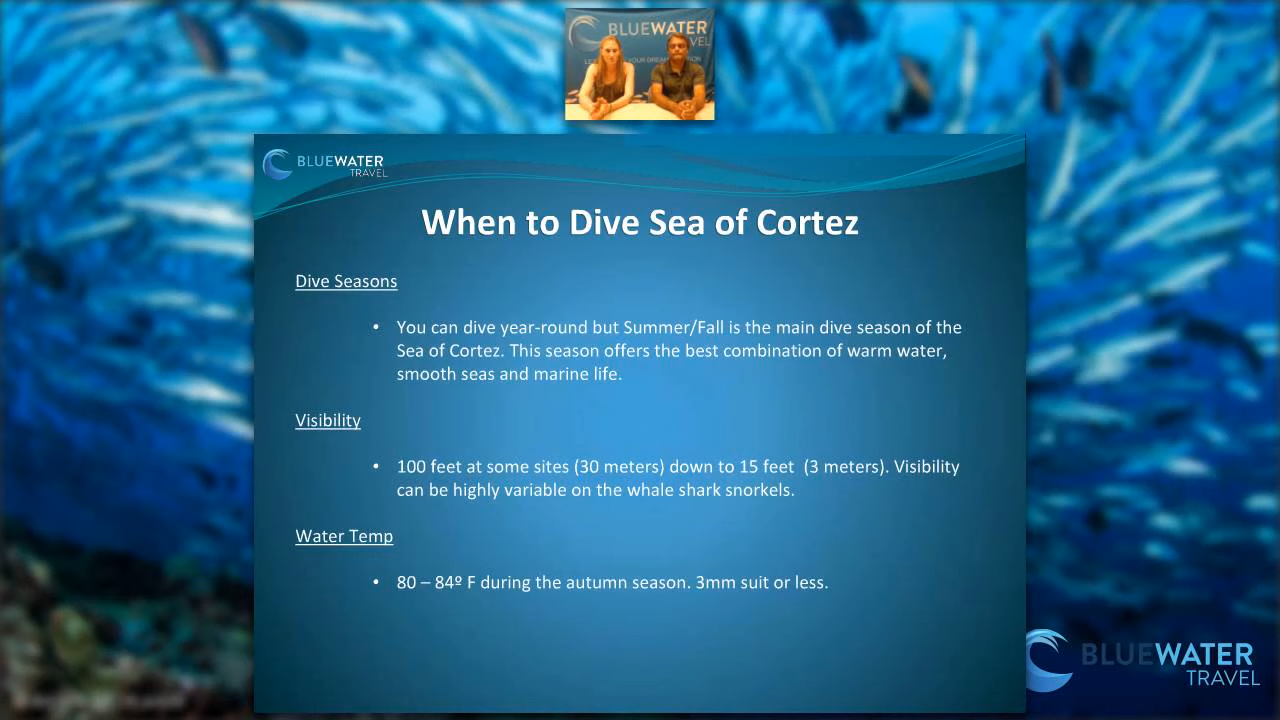 BLUEWATER
BLUEWATER
TRAVEL
When to Dive Sea of Cortez
Dive Seasons
• You can dive year-round but Summer/Fall is the main dive season of the
Sea of Cortez. This season offers the best combination of warm water,
smooth seas and marine life.
Visibility
• 100 feet at some sites (30 meters) down to 15 feet  (3 meters). Visibility
can be highly variable on the whale shark snorkels.
Water Temp
• 80 – 84º F during the autumn season. 3mm suit or less.
BLUEWATER
TRAVEL